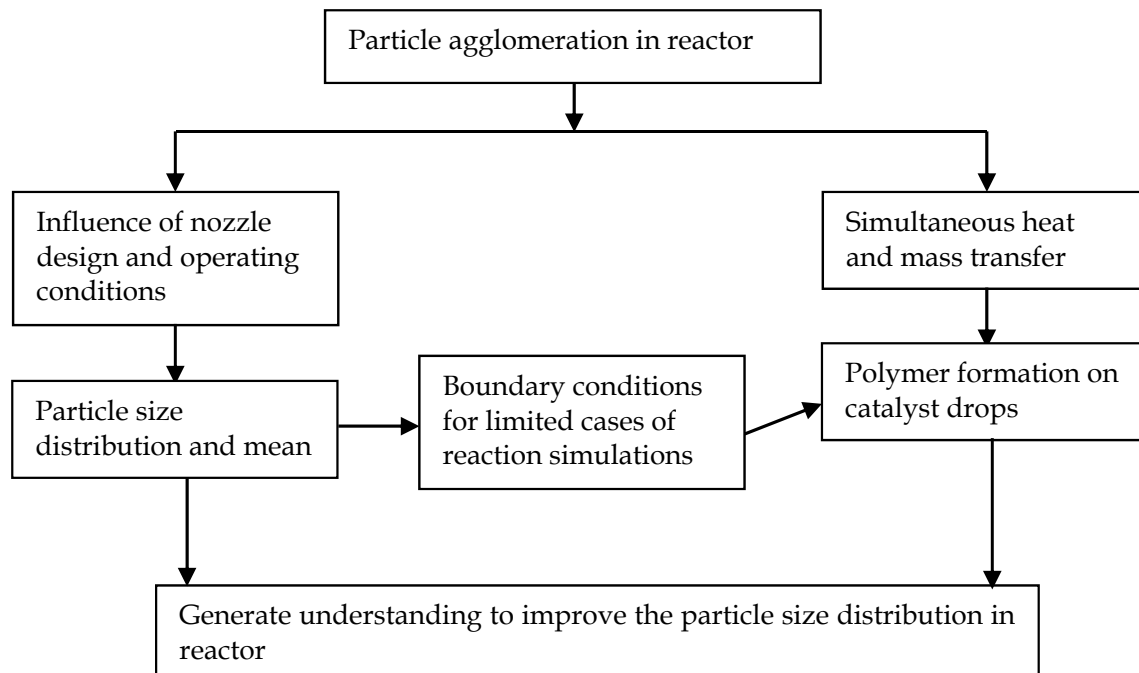 Particle agglomeration in reactor
Influence of nozzle
design and operating
conditions
Simultaneous heat
and mass transfer
Particle size
distribution and mean
Boundary conditions
for limited cases of
reaction simulations
Polymer formation on
catalyst drops
Generate understanding to improve the particle size distribution in
reactor